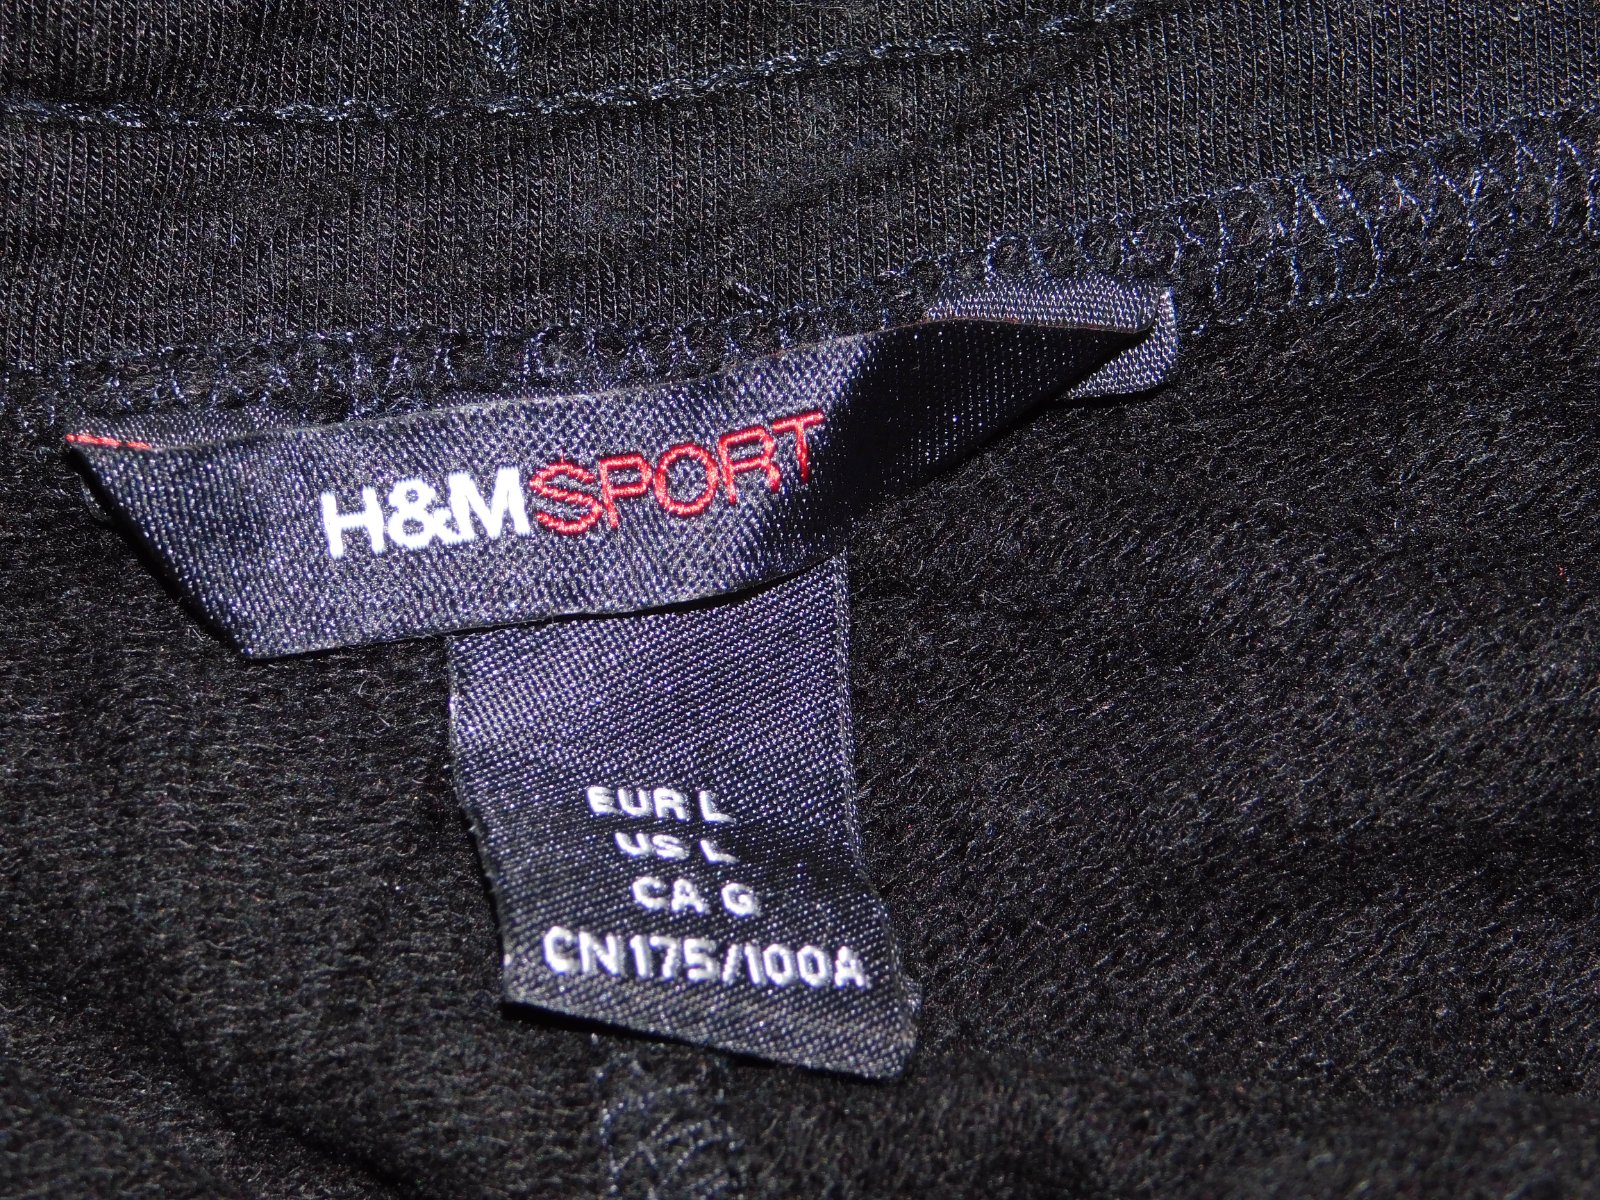 H&MSPORT
EUR L
US L
CA G
CN175/100A